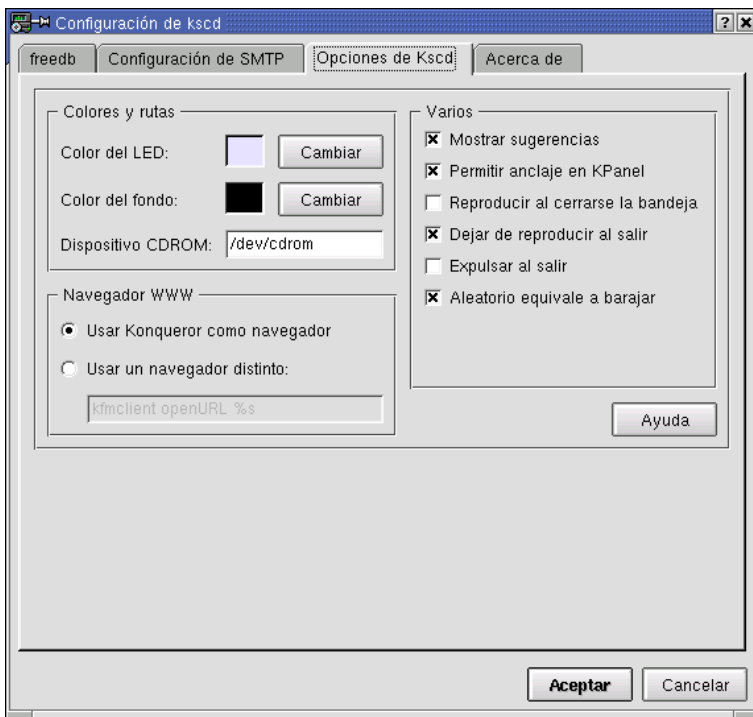 Configuración de kscd
freedb
Configuración de SMTP
Opciones de Kscd
Acerca de
Colores y rutas
Color del LED:
Cambiar
Color del fondo:
Cambiar
Dispositivo CDROM:
/dev/cdrom
Navegador WWW
Usar Konqueror como navegador
Usar un navegador distinto:
kfmclient openURL %s
Varios
Mostrar sugerencias
Permitir anclaje en KPanel
Reproducir al cerrarse la bandeja
Dejar de reproducir al salir
Expulsar al salir
Aleatorio equivale a barajar
Ayuda
Aceptar
Cancelar